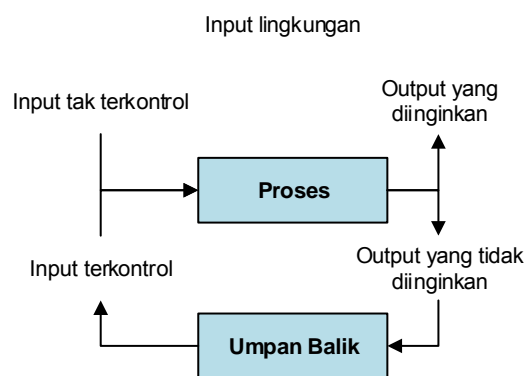 Input lingkungan
Input tak terkontrol
Output yang
diinginkan
Proses
Input terkontrol
Output yang tidak
diinginkan
Umpan Balik